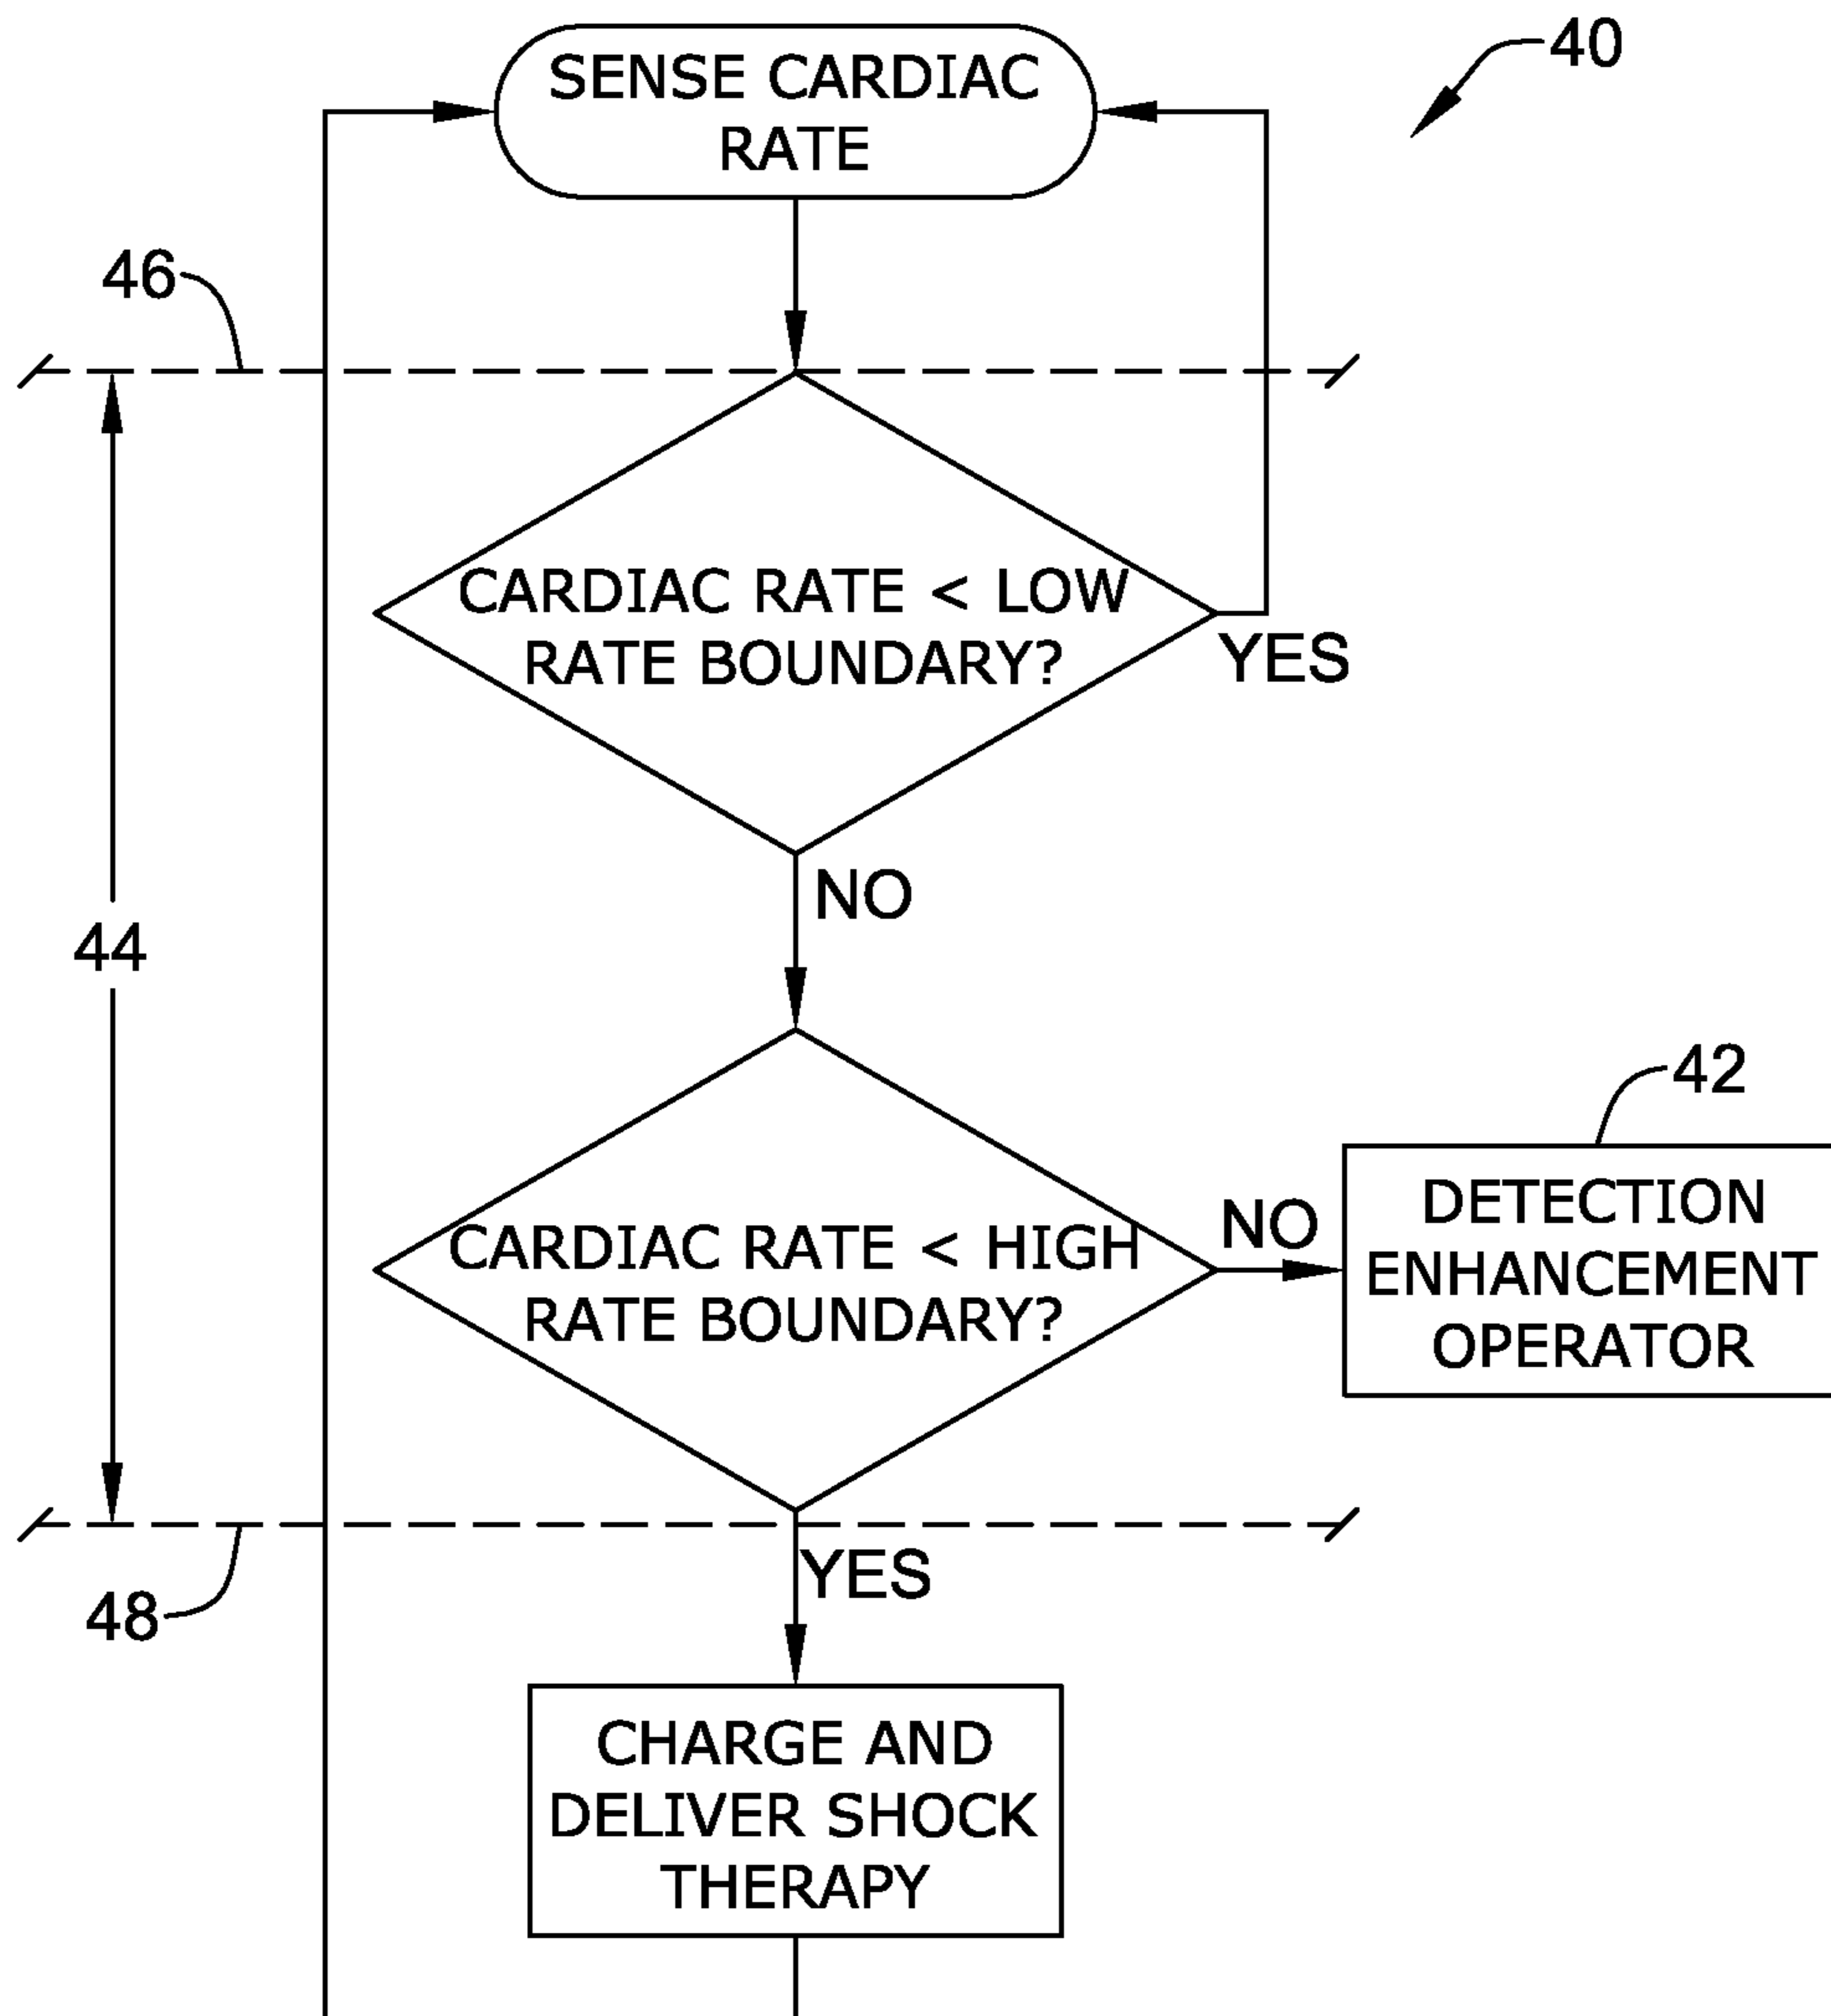 40
SENSE CARDIAC
RATE
46
CARDIAC RATE < LOW
RATE BOUNDARY?
YES
NO
44
42
CARDIAC RATE < HIGH
RATE BOUNDARY?
NO
DETECTION
ENHANCEMENT
OPERATOR
48
YES
CHARGE AND
DELIVER SHOCK
THERAPY